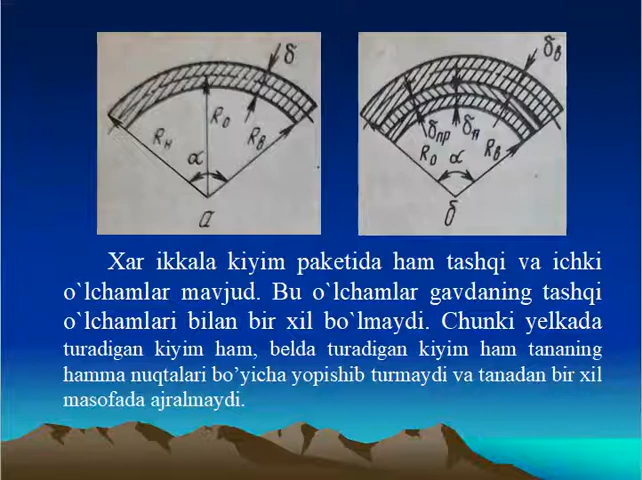 δ
R₀
Rн
Rв
α
а
δв
δпр
δп
R₀
α
Rв
б
Xar ikkala kiyim paketida ham tashqi va ichki
o`lchamlar mavjud. Bu o`lchamlar gavdaning tashqi
o`lchamlari bilan bir xil bo`lmaydi. Chunki yelkada
turadigan kiyim ham, belda turadigan kiyim ham tananing
hamma nuqtalari bo’yicha yopishib turmaydi va tanadan bir xil
masofada ajralmaydi.